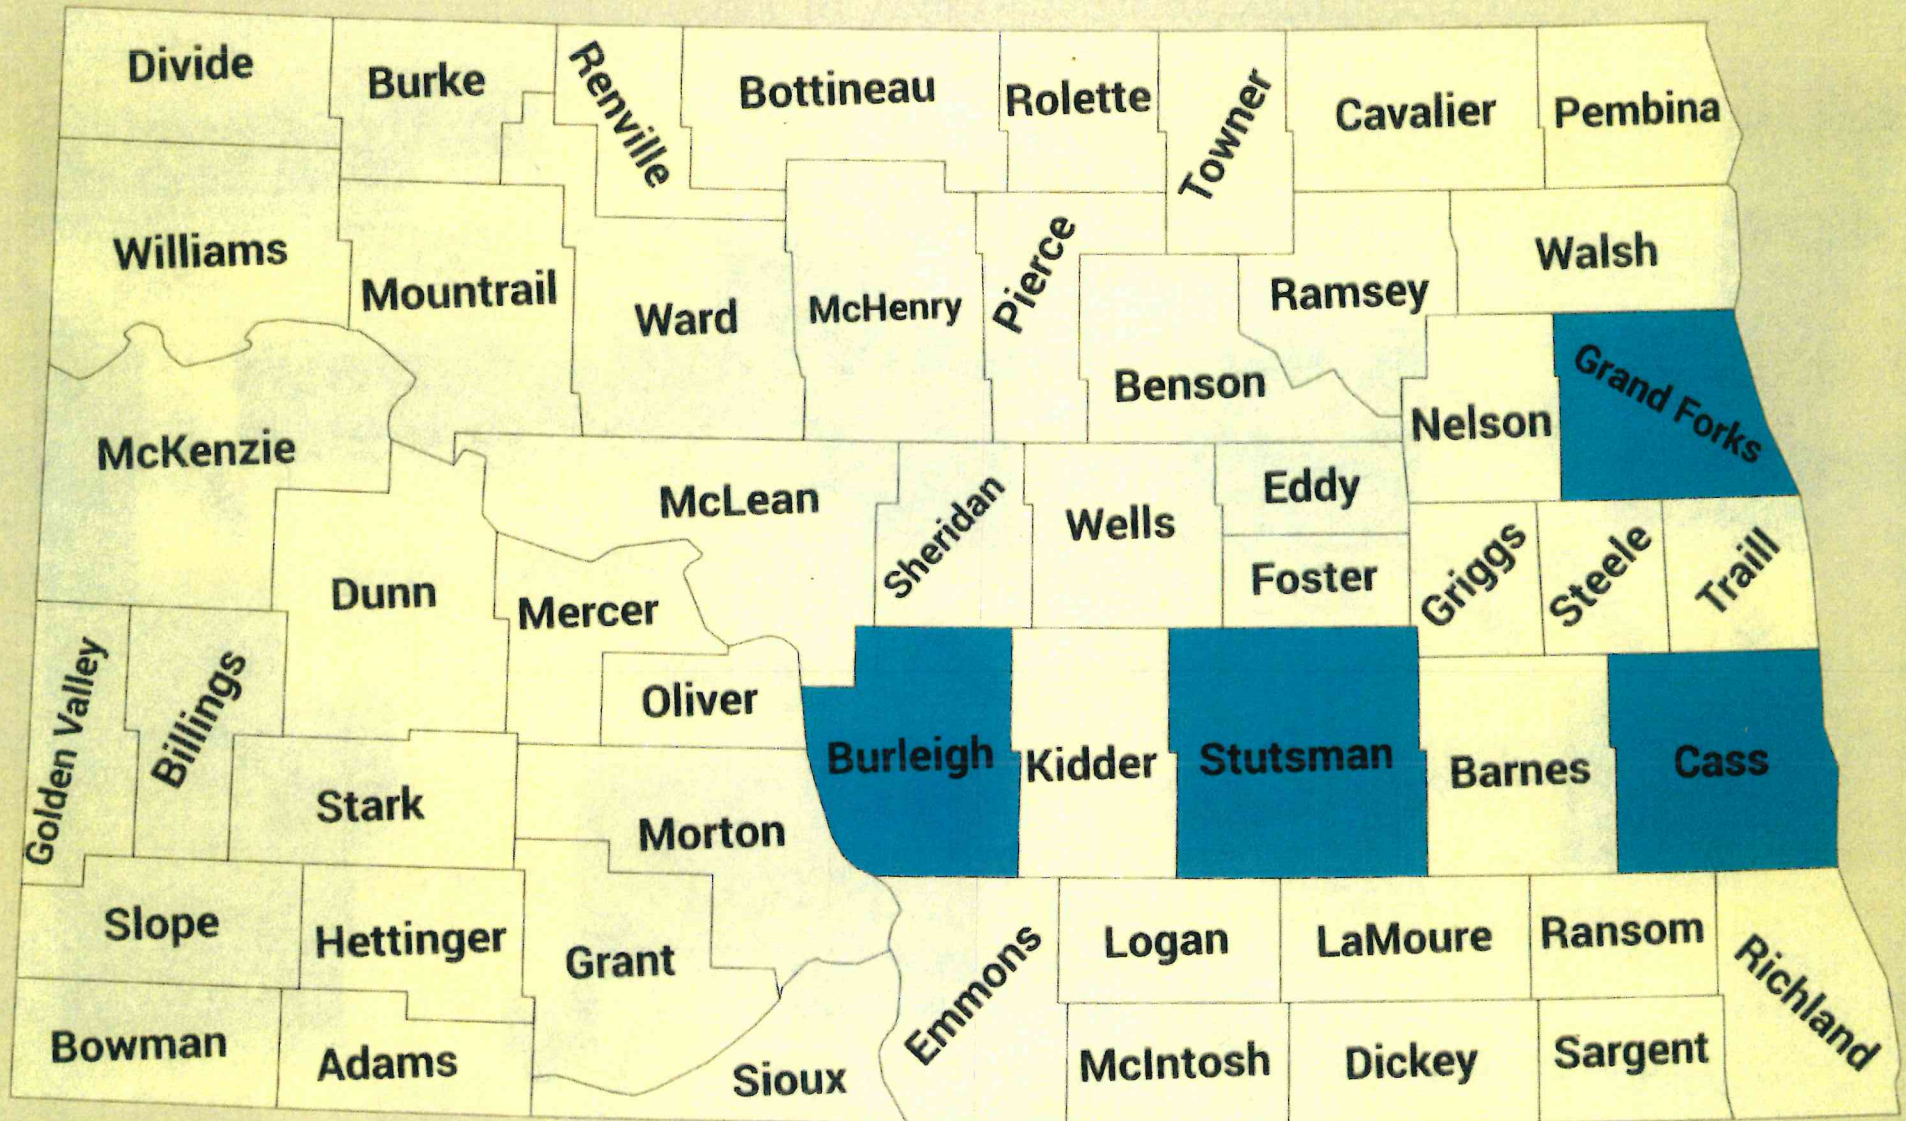 Divide
Burke
Renville
Bottineau
Rolette
Towner
Cavalier
Pembina
Williams
Mountrail
Ward
McHenry
Pierce
Benson
Ramsey
Walsh
Nelson
Grand Forks
McKenzie
McLean
Sheridan
Wells
Eddy
Foster
Griggs
Steele
Traill
Dunn
Mercer
Oliver
Golden Valley
Billings
Stark
Morton
Burleigh
Kidder
Stutsman
Barnes
Cass
Slope
Hettinger
Grant
Emmons
Logan
LaMoure
Ransom
Richland
Bowman
Adams
Sioux
McIntosh
Dickey
Sargent